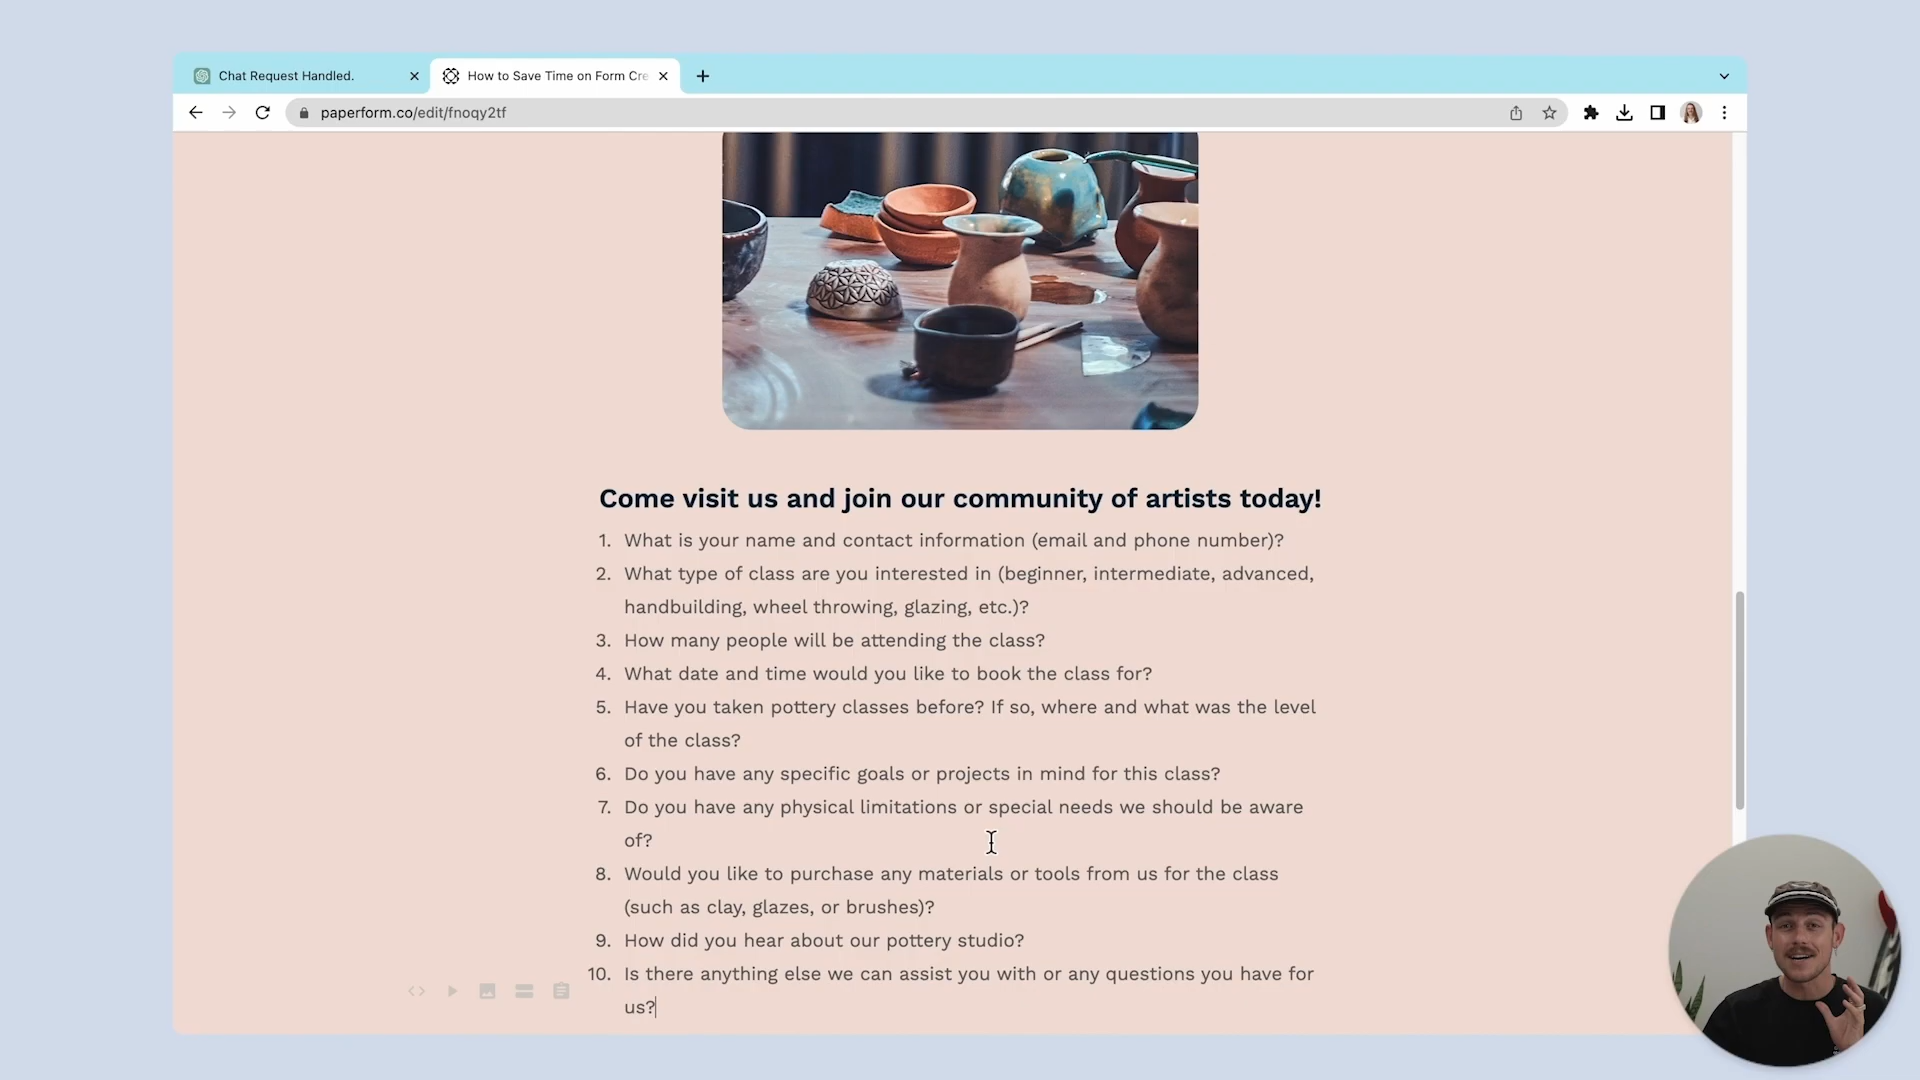 Chat Request Handled.
How to Save Time on Form Cre
paperform.co/edit/fnoqy2tf
Come visit us and join our community of artists today!
1. What is your name and contact information (email and phone number)?
2. What type of class are you interested in (beginner, intermediate, advanced,
handbuilding, wheel throwing, glazing, etc.)?
3. How many people will be attending the class?
4. What date and time would you like to book the class for?
5. Have you taken pottery classes before? If so, where and what was the level
of the class?
6. Do you have any specific goals or projects in mind for this class?
7. Do you have any physical limitations or special needs we should be aware
of?
8. Would you like to purchase any materials or tools from us for the class
(such as clay, glazes, or brushes)?
9. How did you hear about our pottery studio?
10. Is there anything else we can assist you with or any questions you have for
us?